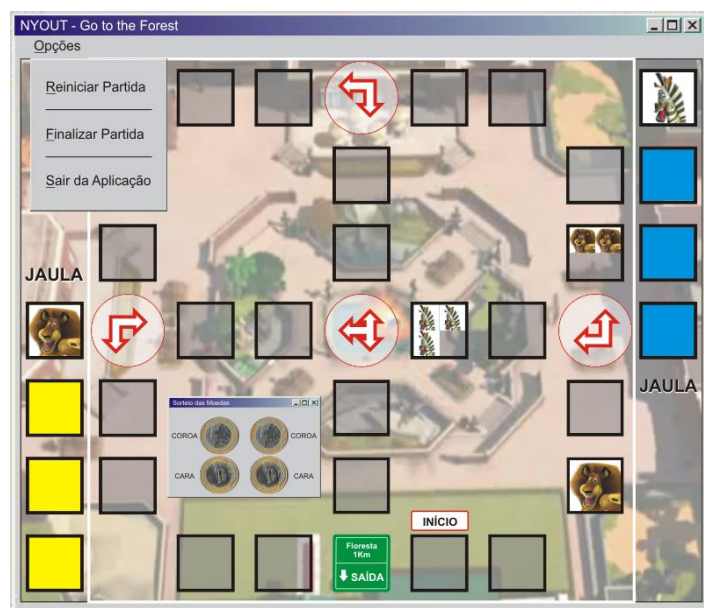 NYOUT - Go to the Forest
Opções
Reiniciar Partida
Finalizar Partida
Sair da Aplicação
JAULA
JAULA
Sorteio das Moedas
COROA
COROA
CARA
CARA
INÍCIO
Floresta
1Km
SAÍDA